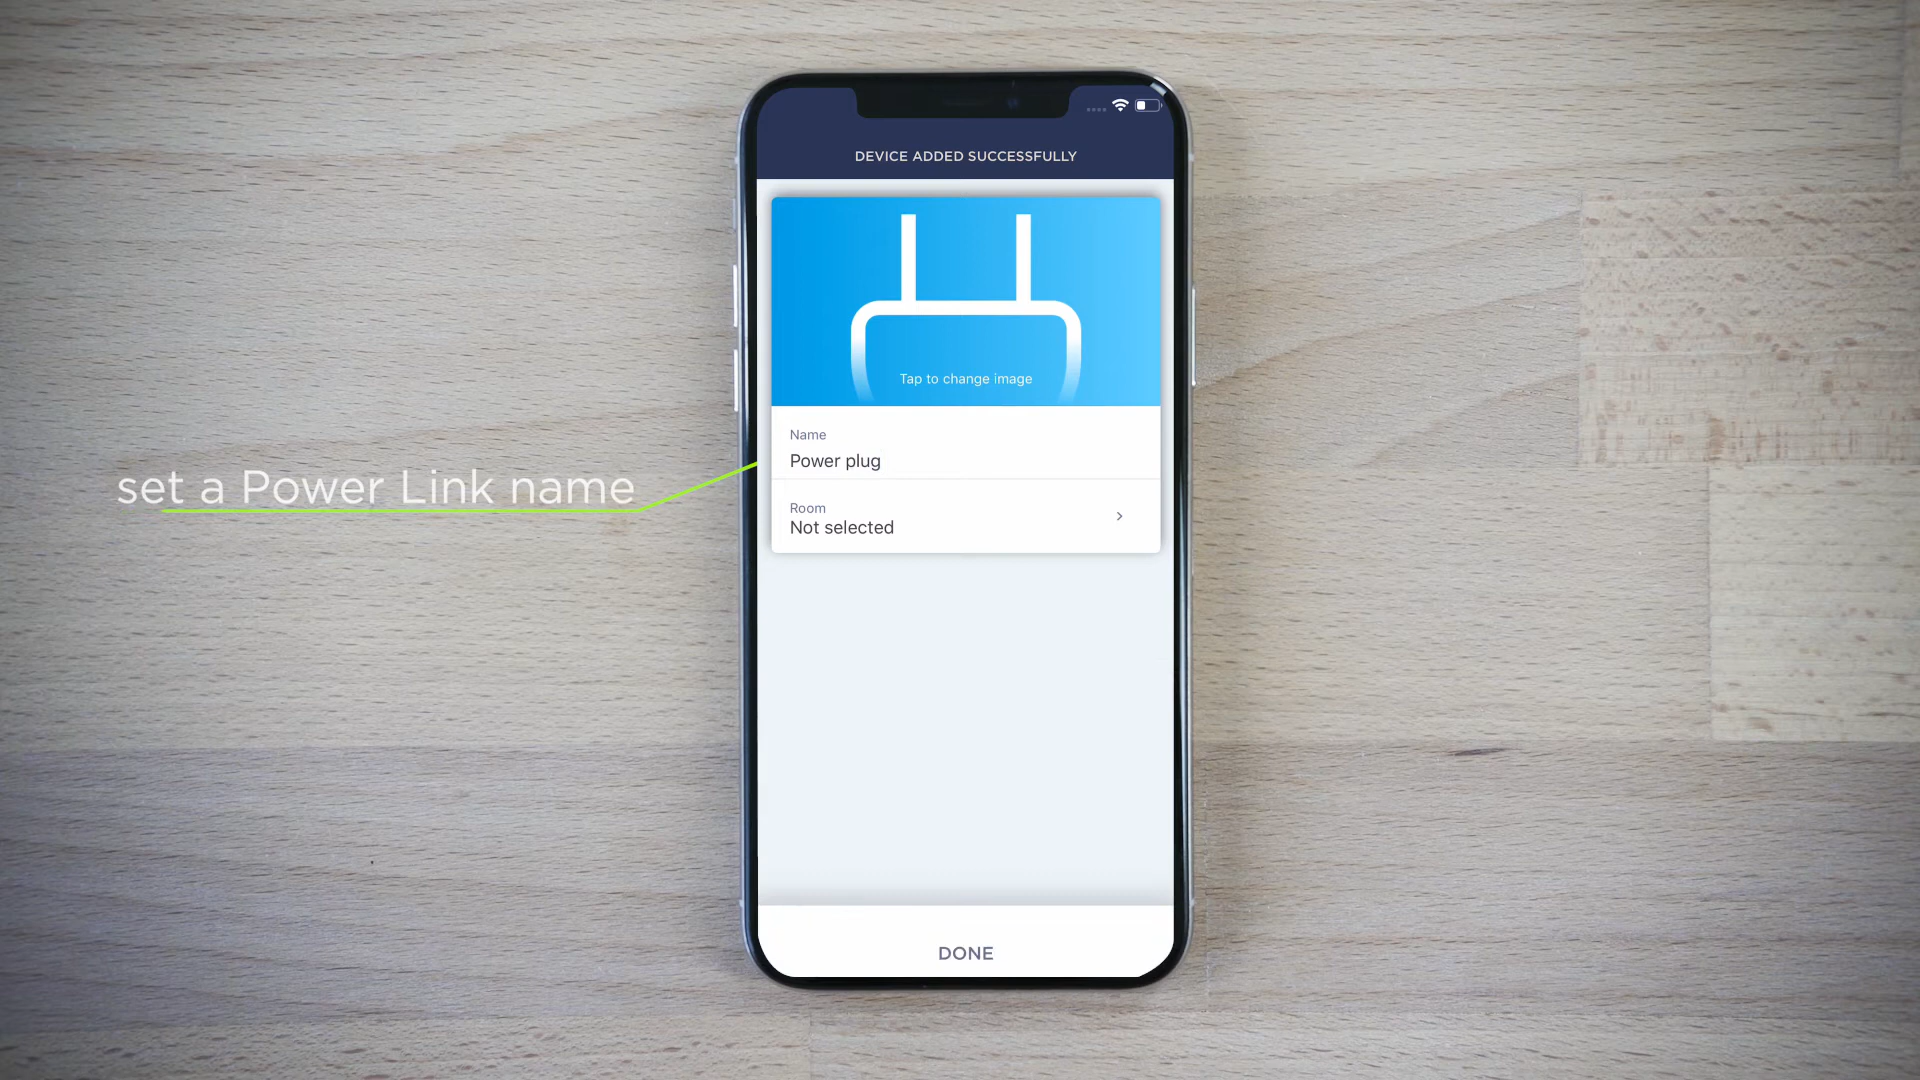 DEVICE ADDED SUCCESSFULLY
Tap to change image
Name
Power plug
set a Power Link name
Room
Not selected
DONE